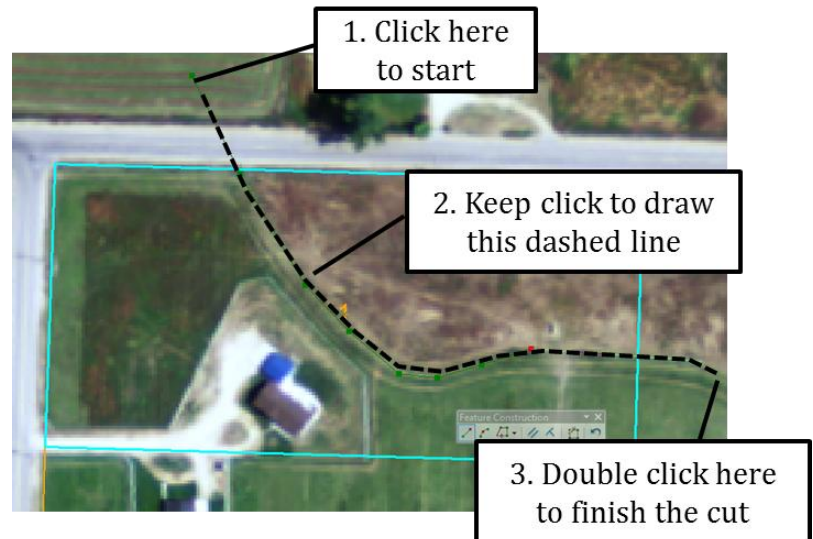 1. Click here
to start
2. Keep click to draw
this dashed line
Feature Construction
3. Double click here
to finish the cut